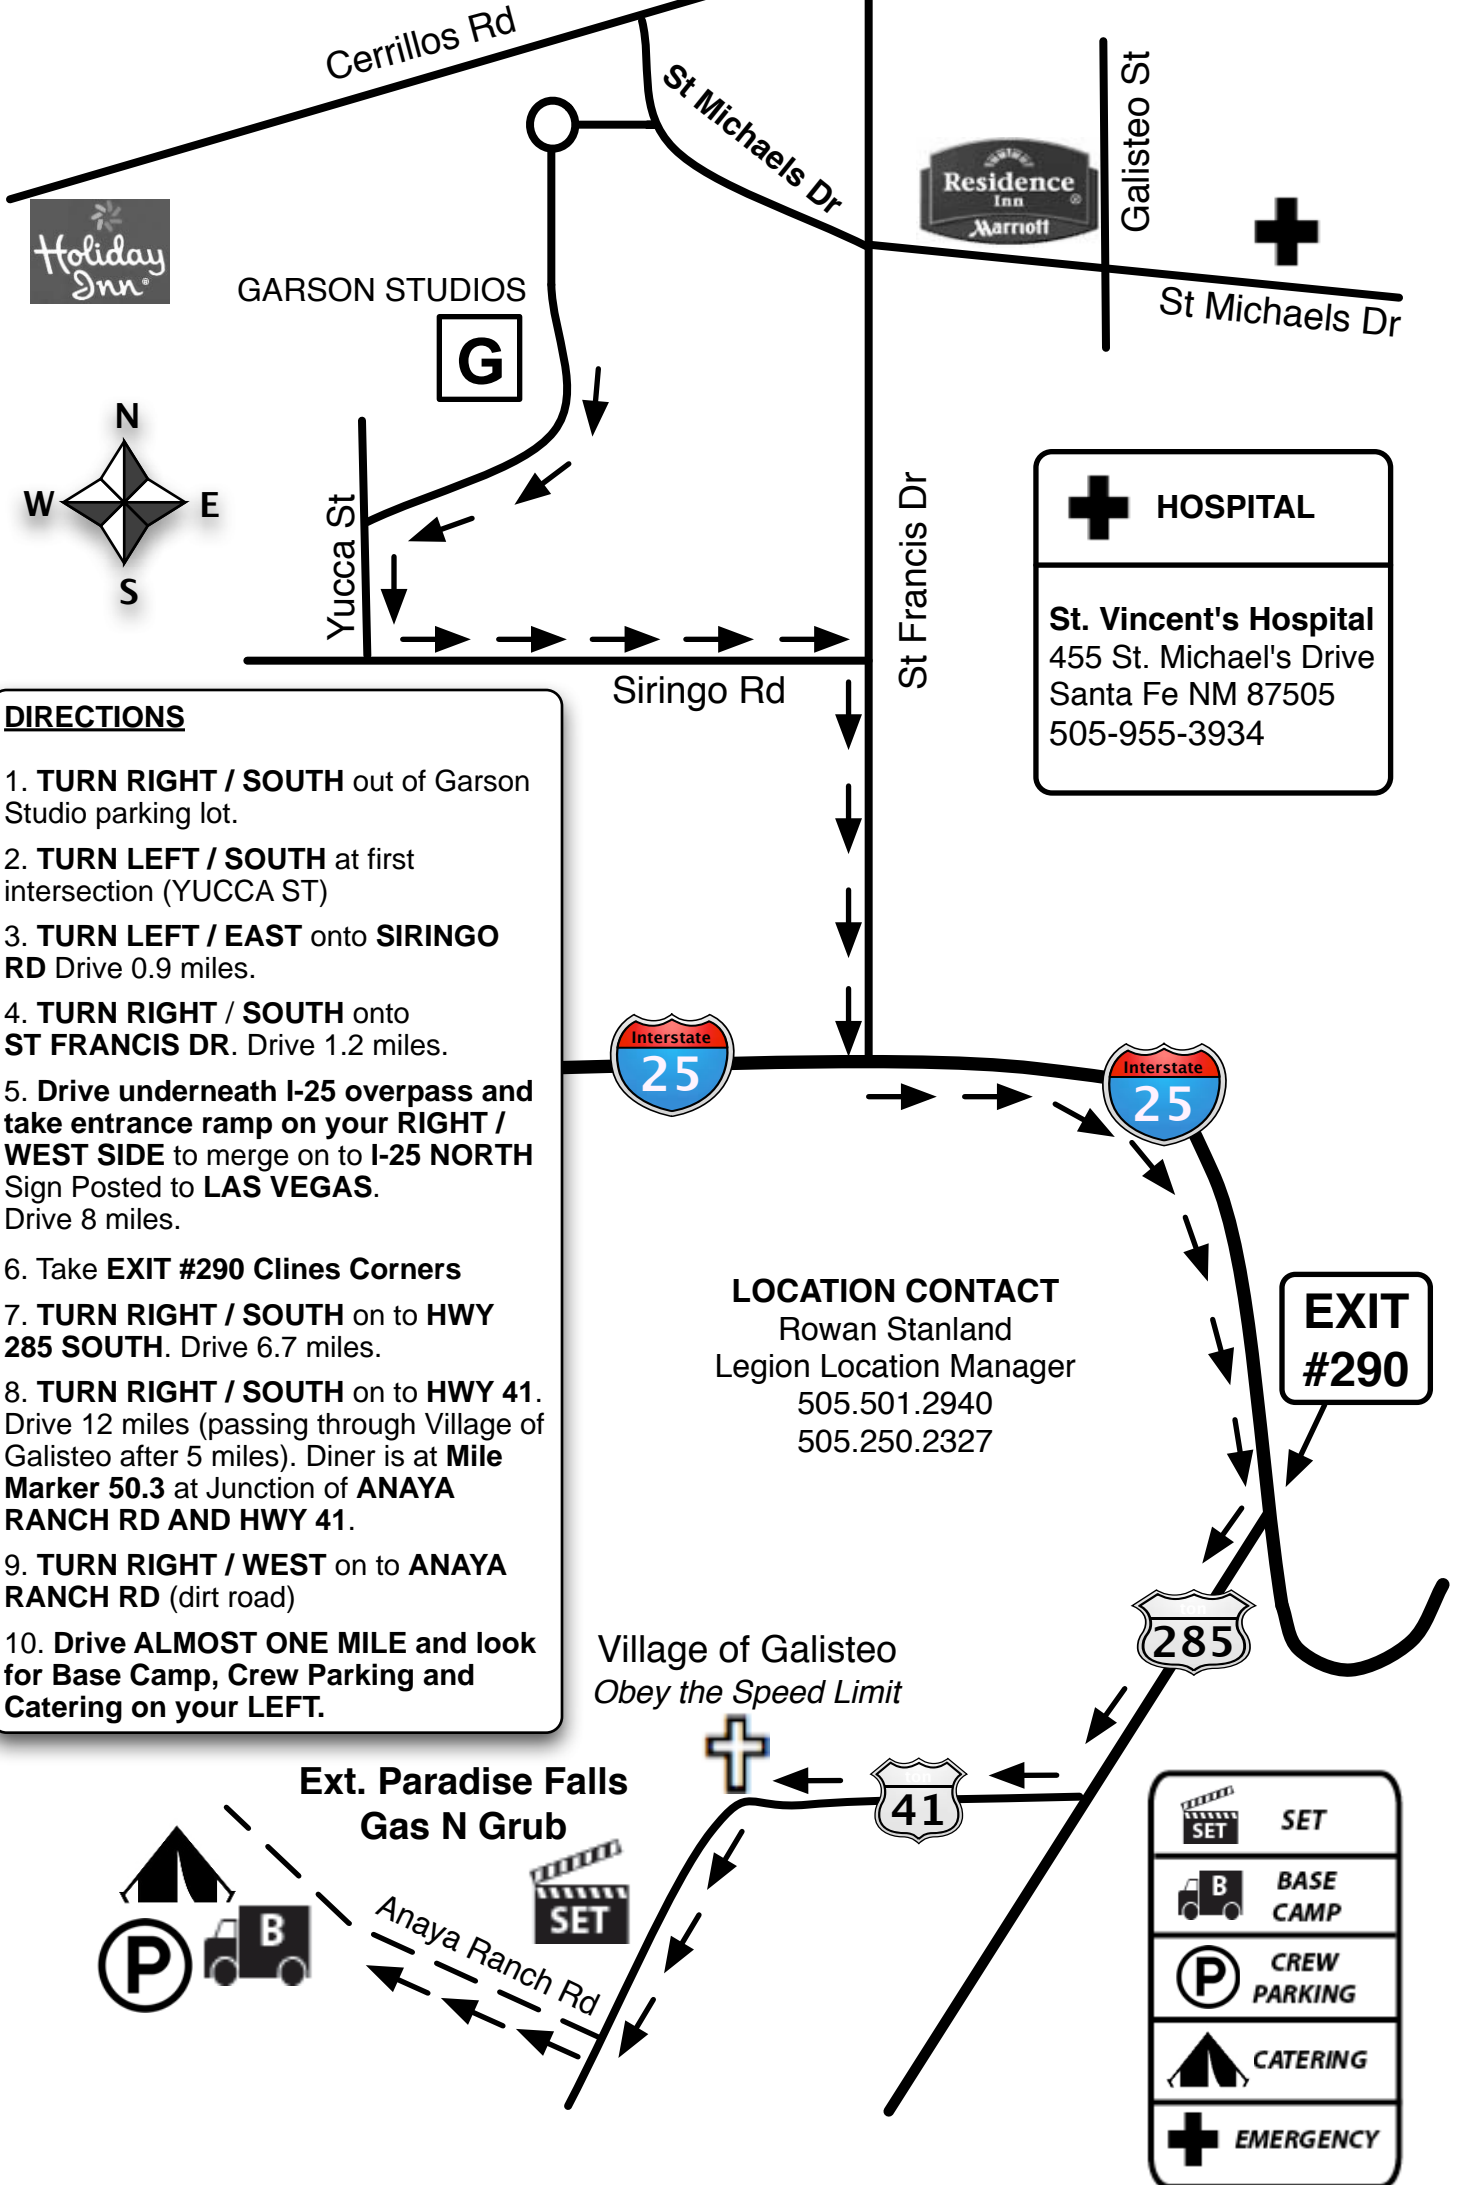 Cerrillos Rd
St Michaels Dr
Galisteo St
Residence
Inn
®
Marriott
Holiday
Inn®
GARSON STUDIOS
G
St Michaels Dr
N
W
E
S
Yucca St
St Francis Dr
HOSPITAL
St. Vincent's Hospital
455 St. Michael's Drive
Santa Fe NM 87505
505-955-3934
Siringo Rd
DIRECTIONS
1. TURN RIGHT / SOUTH out of Garson
Studio parking lot.
2. TURN LEFT / SOUTH at first
intersection (YUCCA ST)
3. TURN LEFT / EAST onto SIRINGO
RD Drive 0.9 miles.
4. TURN RIGHT / SOUTH onto
ST FRANCIS DR. Drive 1.2 miles.
5. Drive underneath I-25 overpass and
take entrance ramp on your RIGHT /
WEST SIDE to merge on to I-25 NORTH
Sign Posted to LAS VEGAS.
Drive 8 miles.
6. Take EXIT #290 Clines Corners
7. TURN RIGHT / SOUTH on to HWY
285 SOUTH. Drive 6.7 miles.
8. TURN RIGHT / SOUTH on to HWY 41.
Drive 12 miles (passing through Village of
Galisteo after 5 miles). Diner is at Mile
Marker 50.3 at Junction of ANAYA
RANCH RD AND HWY 41.
9. TURN RIGHT / WEST on to ANAYA
RANCH RD (dirt road)
10. Drive ALMOST ONE MILE and look
for Base Camp, Crew Parking and
Catering on your LEFT.
Interstate
25
Interstate
25
LOCATION CONTACT
Rowan Stanland
Legion Location Manager
505.501.2940
505.250.2327
EXIT
#290
285
Village of Galisteo
Obey the Speed Limit
41
Ext. Paradise Falls
Gas N Grub
SET
P
B
Anaya Ranch Rd
SET
SET
B
BASE
CAMP
P
CREW
PARKING
CATERING
EMERGENCY